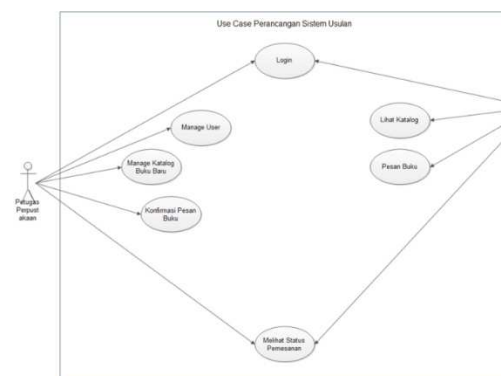 Use Case Perancangan Sistem Usulan
Login
Manage User
Lihat Katalog
Manage Katalog
Buku Baru
Pesan Buku
Petugas
Perpust
akaan
Konfirmasi Pesan
Buku
Melihat Status
Pemesanan